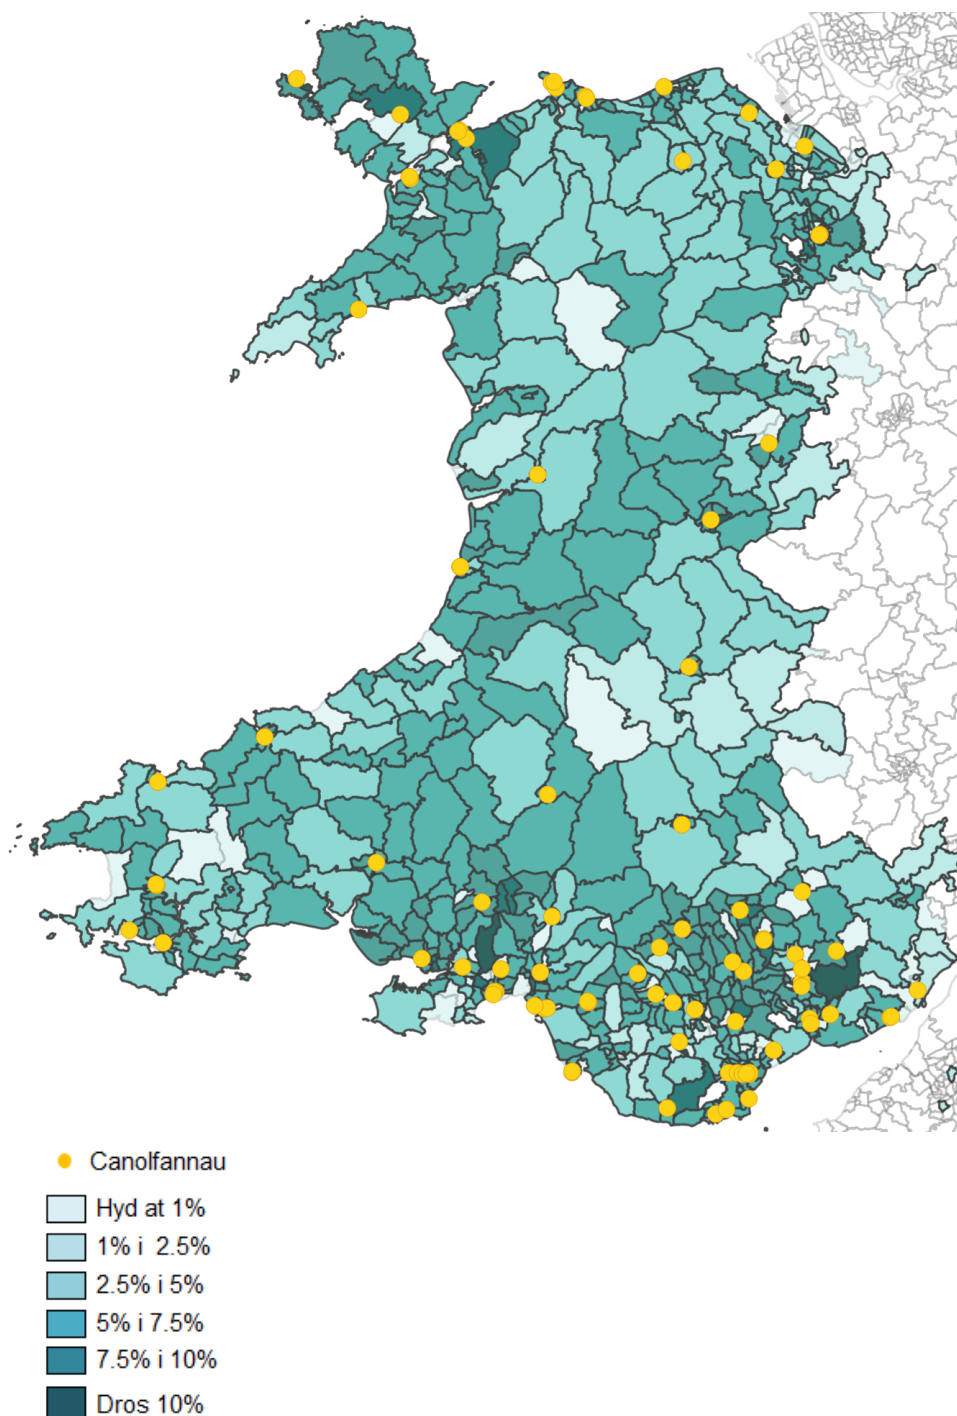 Canolfannau
Hyd at 1%
1% i 2.5%
2.5% i 5%
5% i 7.5%
7.5% i 10%
Dros 10%